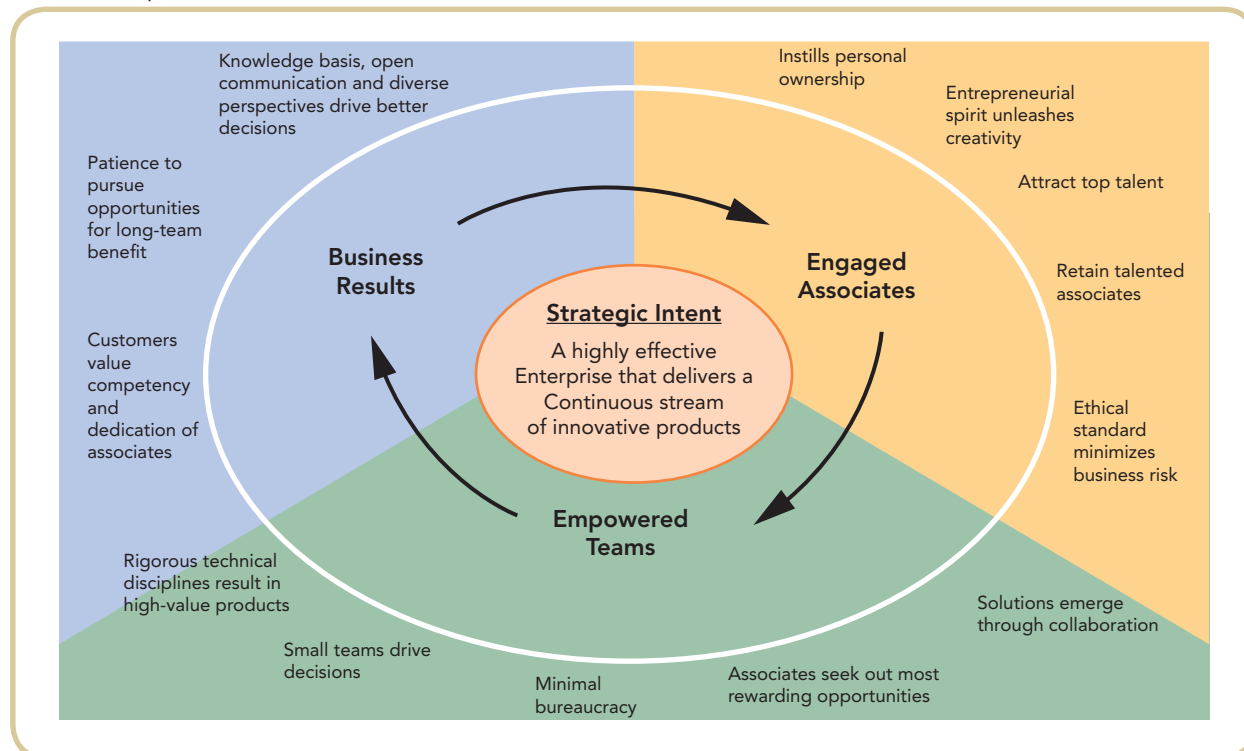 Knowledge basis, open
communication and diverse
perspectives drive better
decisions
Instills personal
ownership
Entrepreneurial
spirit unleashes
creativity
Patience to
pursue
opportunities
for long-team
benefit
Attract top talent
Business
Results
Engaged
Associates
Retain talented
associates
Strategic Intent
A highly effective
Enterprise that delivers a
Continuous stream
of innovative products
Customers
value
competency
and
dedication of
associates
Ethical
standard
minimizes
business risk
Empowered
Teams
Rigorous technical
disciplines result in
high-value products
Solutions emerge
through collaboration
Small teams drive
decisions
Minimal
bureaucracy
Associates seek out most
rewarding opportunities